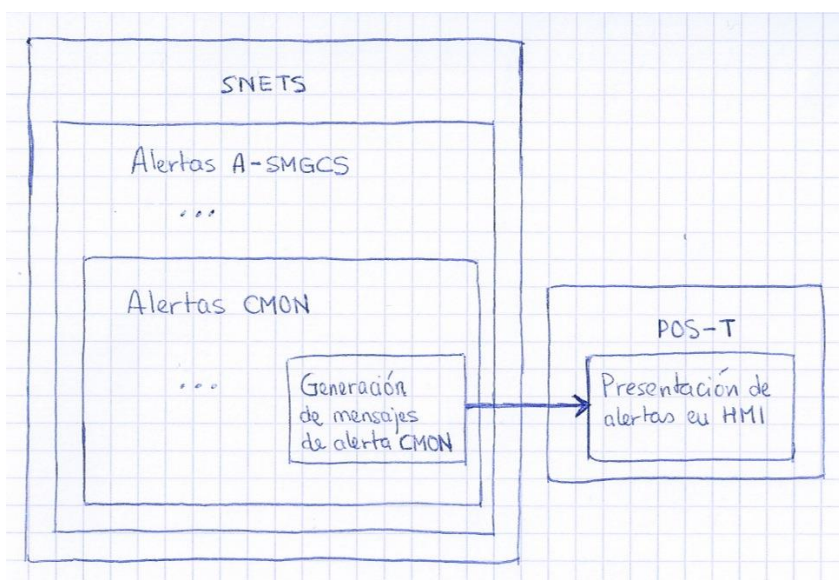 SNETS
Alertas A-SMGCS
...
Alertas CMON
...
Generación
de mensajes
de alerta CMON
POS-T
Presentación de
alertas en HMI